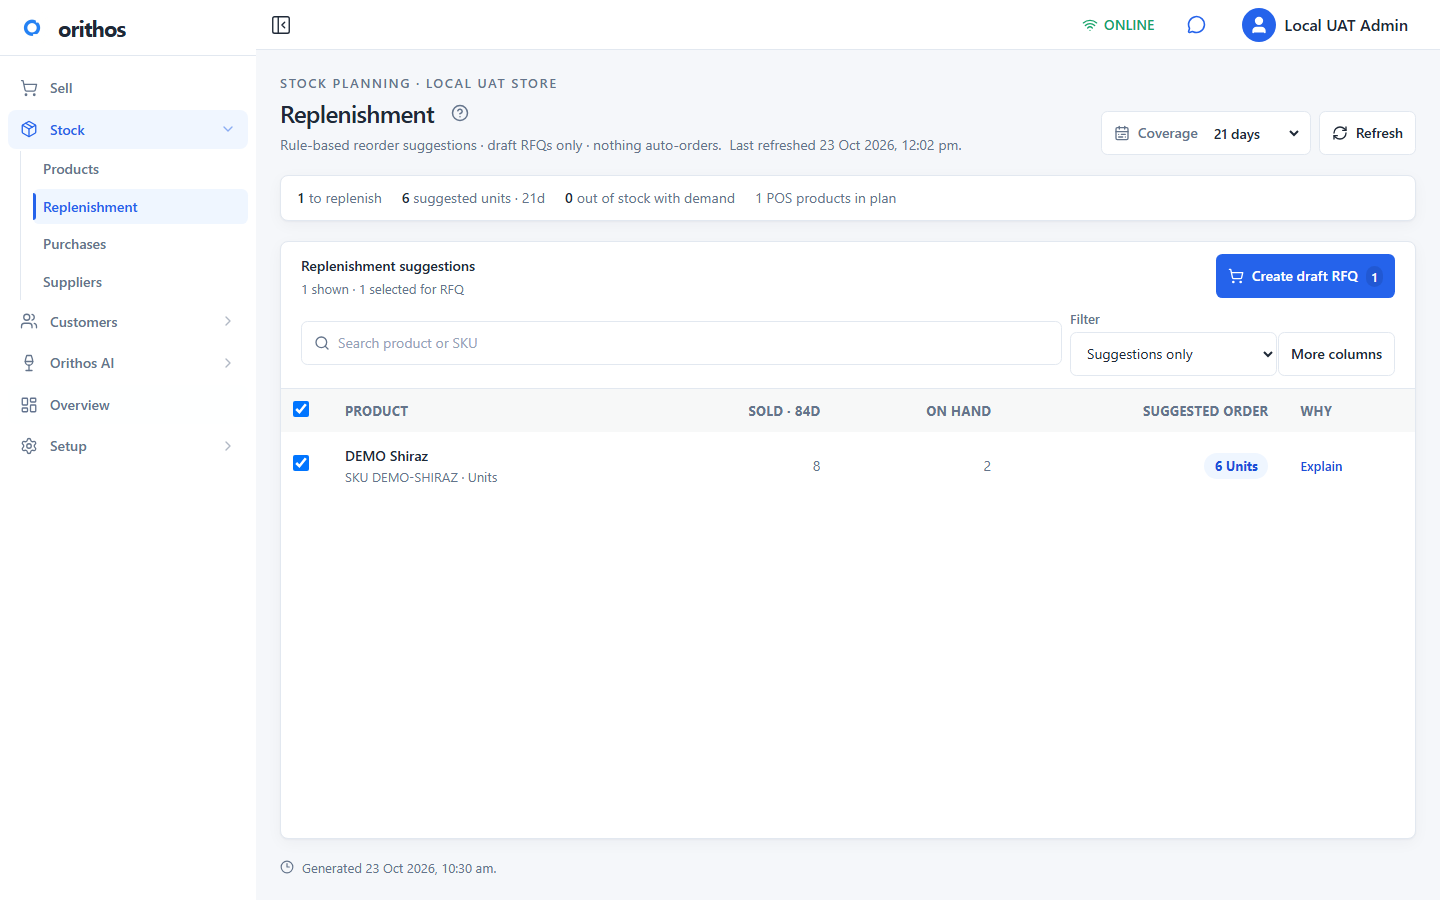 orithos
ONLINE
Local UAT Admin
Sell
Stock
Products
Replenishment
Purchases
Suppliers
Customers
Orithos AI
Overview
Setup
STOCK PLANNING · LOCAL UAT STORE
Replenishment
Rule-based reorder suggestions · draft RFQs only · nothing auto-orders. Last refreshed 23 Oct 2026, 12:02 pm.
Coverage 21 days
Refresh
1 to replenish 6 suggested units · 21d 0 out of stock with demand 1 POS products in plan
Replenishment suggestions
1 shown · 1 selected for RFQ
Create draft RFQ 1
Search product or SKU
Filter
Suggestions only
More columns
PRODUCT SOLD · 84D ON HAND SUGGESTED ORDER WHY
DEMO Shiraz
SKU DEMO-SHIRAZ · Units
8 2 6 Units Explain
Generated 23 Oct 2026, 10:30 am.